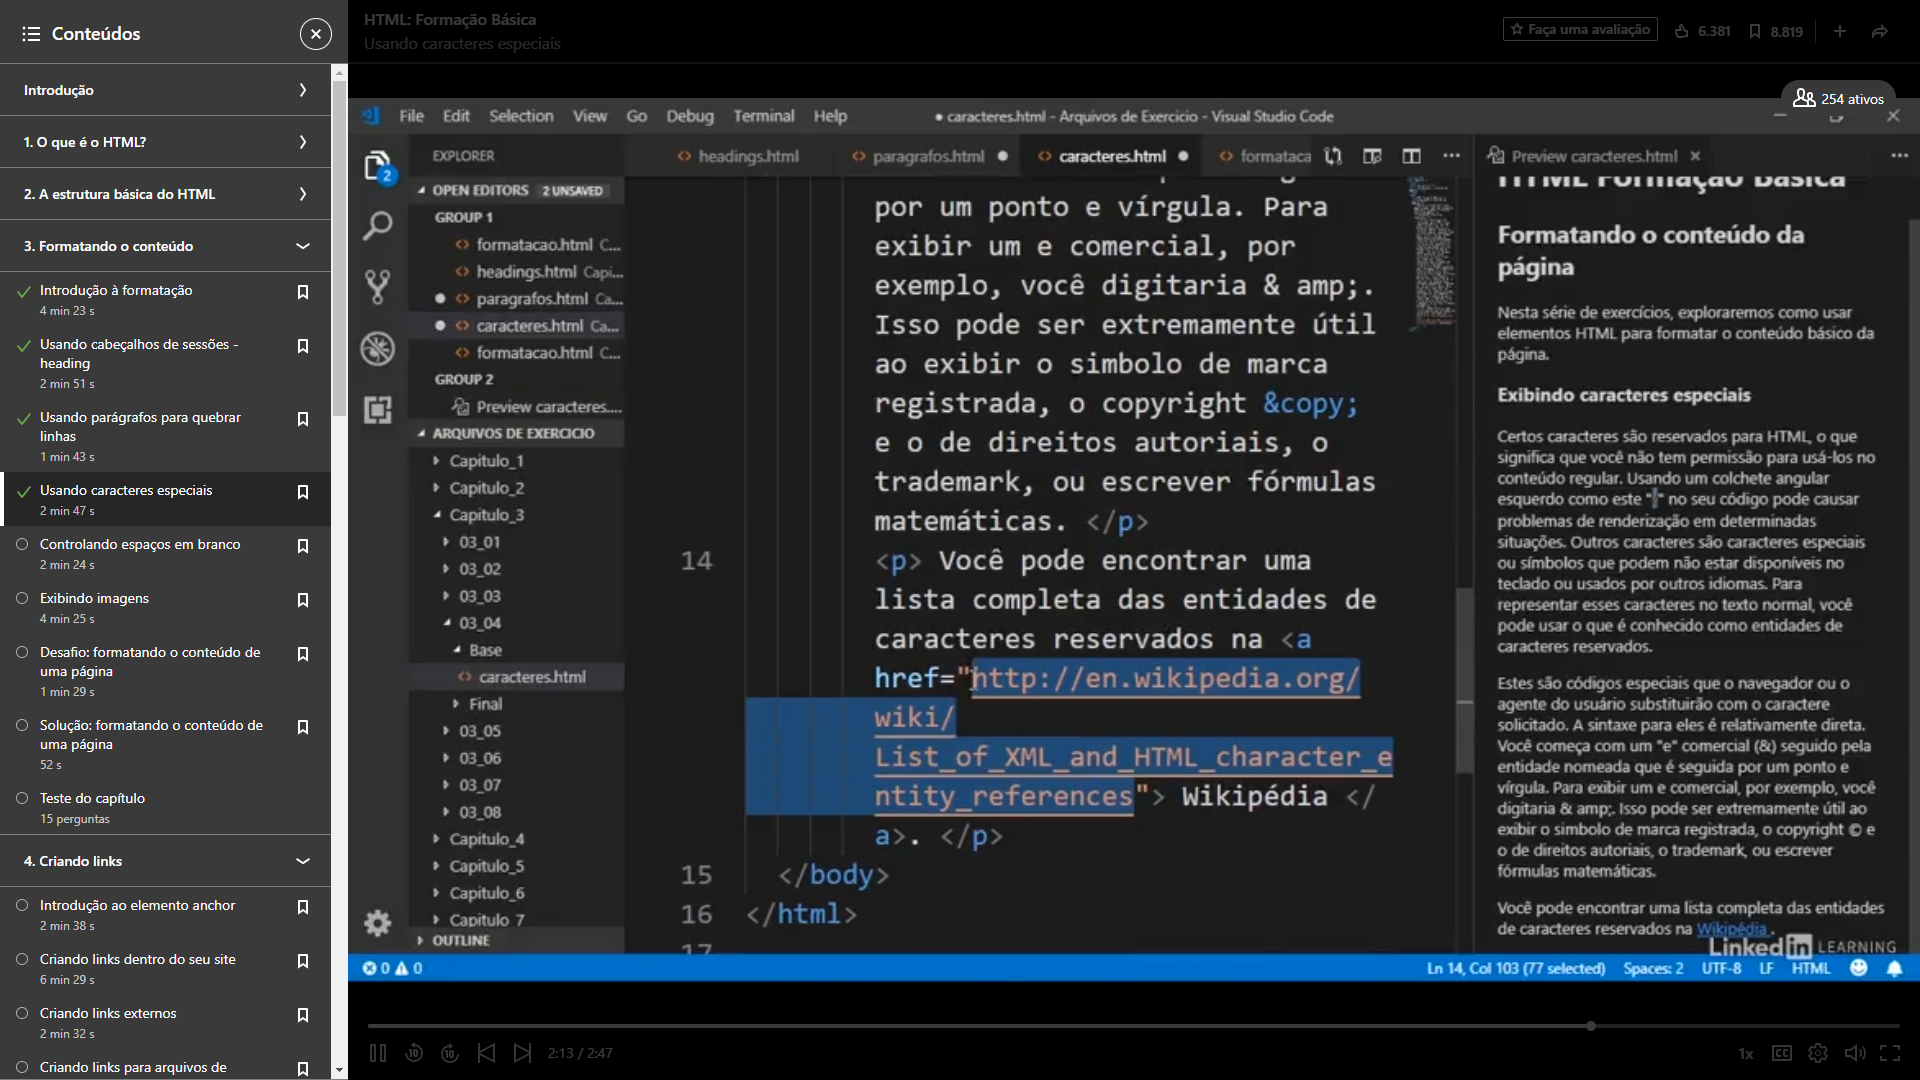 Conteúdos
Introdução
1. O que é o HTML?
2. A estrutura básica do HTML
3. Formatando o conteúdo
Introdução à formatação
4 min 23 s
Usando cabeçalhos de sessões -
heading
2 min 51 s
Usando parágrafos para quebrar
linhas
1 min 43 s
Usando caracteres especiais
2 min 47 s
Controlando espaços em branco
2 min 24 s
Exibindo imagens
4 min 25 s
Desafio: formatando o conteúdo de
uma página
1 min 29 s
Solução: formatando o conteúdo de
uma página
52 s
Teste do capítulo
15 perguntas
4. Criando links
Introdução ao elemento anchor
2 min 38 s
Criando links dentro do seu site
6 min 29 s
Criando links externos
2 min 32 s
Criando links para arquivos de
HTML: Formação Básica
Usando caracteres especiais
Faça uma avaliação
6.381
8.819
254 ativos
File Edit Selection View Go Debug Terminal Help
● caracteres.html - Arquivos de Exercicio - Visual Studio Code
2
EXPLORER
OPEN EDITORS 2 UNSAVED
GROUP 1
formatacao.html C...
headings.html Capi...
paragrafos.html Ca...
caracteres.html Ca...
formatacao.html C...
GROUP 2
Preview caracteres....
ARQUIVOS DE EXERCICIO
Capitulo_1
Capitulo_2
Capitulo_3
03_01
03_02
03_03
03_04
Base
caracteres.html
Final
03_05
03_06
03_07
03_08
Capitulo_4
Capitulo_5
Capitulo_6
Capitulo_7
OUTLINE
headings.html
paragrafos.html
caracteres.html
formataca
por um ponto e vírgula. Para
exibir um e comercial, por
exemplo, você digitaria & amp;.
Isso pode ser extremamente útil
ao exibir o simbolo de marca
registrada, o copyright &copy;
e o de direitos autoriais, o
trademark, ou escrever fórmulas
matemáticas. </p>
14 <p> Você pode encontrar uma
lista completa das entidades de
caracteres reservados na <a
href="http://en.wikipedia.org/
wiki/
List_of_XML_and_HTML_character_e
ntity_references"> Wikipédia </
a>. </p>
15 </body>
16 </html>
17
Preview caracteres.html
HTML Formação Básica
Formatando o conteúdo da
página
Nesta série de exercícios, exploraremos como usar
elementos HTML para formatar o conteúdo básico da
página.
Exibindo caracteres especiais
Certos caracteres são reservados para HTML, o que
significa que você não tem permissão para usá-los no
conteúdo regular. Usando um colchete angular
esquerdo como este "[" no seu código pode causar
problemas de renderização em determinadas
situações. Outros caracteres são caracteres especiais
ou símbolos que podem não estar disponíveis no
teclado ou usados por outros idiomas. Para
representar esses caracteres no texto normal, você
pode usar o que é conhecido como entidades de
caracteres reservados.
Estes são códigos especiais que o navegador ou o
agente do usuário substituirão com o caractere
solicitado. A sintaxe para eles é relativamente direta.
Você começa com um "e" comercial (&) seguido pela
entidade nomeada que é seguida por um ponto e
vírgula. Para exibir um e comercial, por exemplo, você
digitaria & amp;. Isso pode ser extremamente útil ao
exibir o simbolo de marca registrada, o copyright © e
o de direitos autoriais, o trademark, ou escrever
fórmulas matemáticas.
Você pode encontrar uma lista completa das entidades
de caracteres reservados na Wikipédia .
Linked in LEARNING
0 0
Ln 14, Col 103 (77 selected) Spaces: 2 UTF-8 LF HTML
10 10
2:13 / 2:47
1x
CC